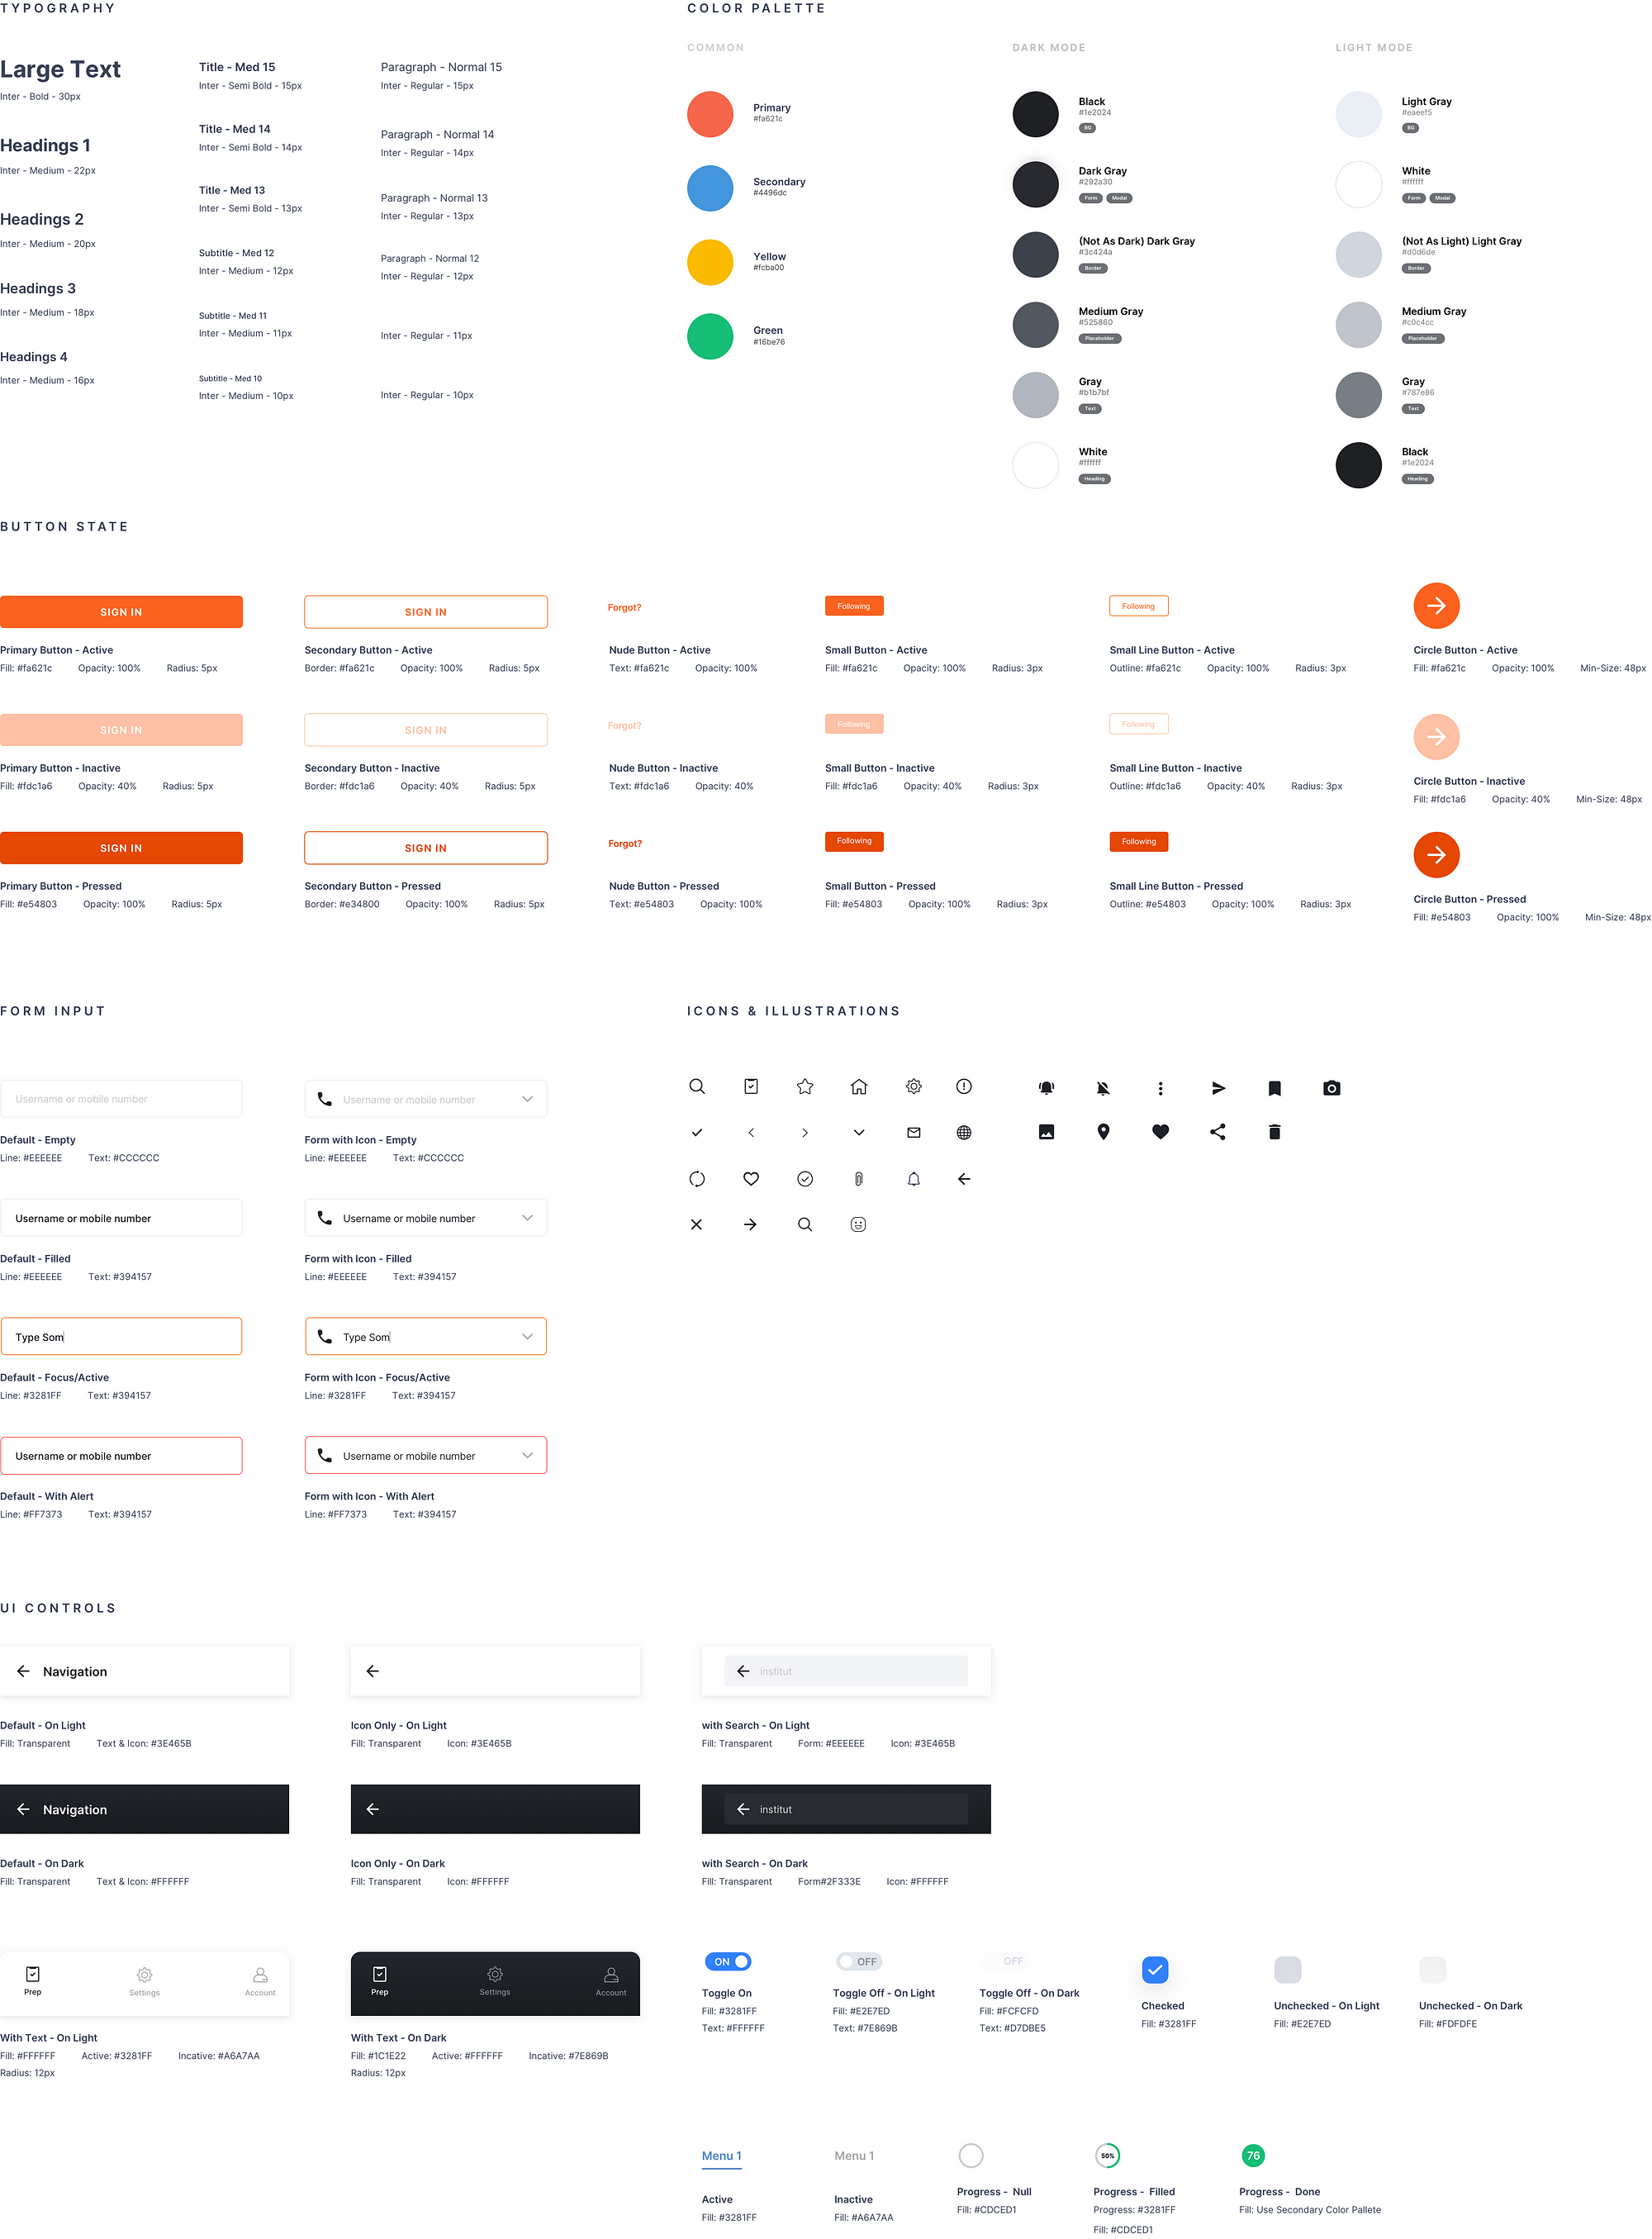 TYPOGRAPHY
Large Text
Inter - Bold - 30px
Headings 1
Inter - Medium - 22px
Headings 2
Inter - Medium - 20px
Headings 3
Inter - Medium - 18px
Headings 4
Inter - Medium - 16px
Title - Med 15
Inter - Semi Bold - 15px
Title - Med 14
Inter - Semi Bold - 14px
Title - Med 13
Inter - Semi Bold - 13px
Subtitle - Med 12
Inter - Medium - 12px
Subtitle - Med 11
Inter - Medium - 11px
Subtitle - Med 10
Inter - Medium - 10px
Paragraph - Normal 15
Inter - Regular - 15px
Paragraph - Normal 14
Inter - Regular - 14px
Paragraph - Normal 13
Inter - Regular - 13px
Paragraph - Normal 12
Inter - Regular - 12px
Inter - Regular - 11px
Inter - Regular - 10px
COLOR PALETTE
COMMON
Primary
#fa621c
Secondary
#4496dc
Yellow
#fcba00
Green
#16be76
DARK MODE
Black
#1e2024
BG
Dark Gray
#292a30
Form Modal
(Not As Dark) Dark Gray
#3c424a
Border
Medium Gray
#525860
Placeholder
Gray
#b1b7bf
Text
White
#ffffff
Heading
LIGHT MODE
Light Gray
#eaeef5
BG
White
#ffffff
Form Modal
(Not As Light) Light Gray
#d0d6de
Border
Medium Gray
#c0c4cc
Placeholder
Gray
#787e86
Text
Black
#1e2024
Heading
BUTTON STATE
SIGN IN
Primary Button - Active
Fill: #fa621c Opacity: 100% Radius: 5px
SIGN IN
Secondary Button - Active
Border: #fa621c Opacity: 100% Radius: 5px
Forgot?
Nude Button - Active
Text: #fa621c Opacity: 100%
Following
Small Button - Active
Fill: #fa621c Opacity: 100% Radius: 3px
Following
Small Line Button - Active
Outline: #fa621c Opacity: 100% Radius: 3px
Circle Button - Active
Fill: #fa621c Opacity: 100% Min-Size: 48px
SIGN IN
Primary Button - Inactive
Fill: #fdc1a6 Opacity: 40% Radius: 5px
SIGN IN
Secondary Button - Inactive
Border: #fdc1a6 Opacity: 40% Radius: 5px
Forgot?
Nude Button - Inactive
Text: #fdc1a6 Opacity: 40%
Following
Small Button - Inactive
Fill: #fdc1a6 Opacity: 40% Radius: 3px
Following
Small Line Button - Inactive
Outline: #fdc1a6 Opacity: 40% Radius: 3px
Circle Button - Inactive
Fill: #fdc1a6 Opacity: 40% Min-Size: 48px
SIGN IN
Primary Button - Pressed
Fill: #e54803 Opacity: 100% Radius: 5px
SIGN IN
Secondary Button - Pressed
Border: #e34800 Opacity: 100% Radius: 5px
Forgot?
Nude Button - Pressed
Text: #e54803 Opacity: 100%
Following
Small Button - Pressed
Fill: #e54803 Opacity: 100% Radius: 3px
Following
Small Line Button - Pressed
Outline: #e54803 Opacity: 100% Radius: 3px
Circle Button - Pressed
Fill: #e54803 Opacity: 100% Min-Size: 48px
FORM INPUT
Username or mobile number
Default - Empty
Line: #EEEEEE Text: #CCCCCC
Username or mobile number
Form with Icon - Empty
Line: #EEEEEE Text: #CCCCCC
Username or mobile number
Default - Filled
Line: #EEEEEE Text: #394157
Username or mobile number
Form with Icon - Filled
Line: #EEEEEE Text: #394157
Type Som
Default - Focus/Active
Line: #3281FF Text: #394157
Type Som
Form with Icon - Focus/Active
Line: #3281FF Text: #394157
Username or mobile number
Default - With Alert
Line: #FF7373 Text: #394157
Username or mobile number
Form with Icon - With Alert
Line: #FF7373 Text: #394157
ICONS & ILLUSTRATIONS
UI CONTROLS
Navigation
Default - On Light
Fill: Transparent Text & Icon: #3E465B
Icon Only - On Light
Fill: Transparent Icon: #3E465B
institut
with Search - On Light
Fill: Transparent Form: #EEEEEE Icon: #3E465B
Navigation
Default - On Dark
Fill: Transparent Text & Icon: #FFFFFF
Icon Only - On Dark
Fill: Transparent Icon: #FFFFFF
institut
with Search - On Dark
Fill: Transparent Form#2F333E Icon: #FFFFFF
Prep Settings Account
With Text - On Light
Fill: #FFFFFF Active: #3281FF Incative: #A6A7AA
Radius: 12px
Prep Settings Account
With Text - On Dark
Fill: #1C1E22 Active: #FFFFFF Incative: #7E869B
Radius: 12px
ON
Toggle On
Fill: #3281FF
Text: #FFFFFF
OFF
Toggle Off - On Light
Fill: #E2E7ED
Text: #7E869B
OFF
Toggle Off - On Dark
Fill: #FCFCFD
Text: #D7DBE5
Checked
Fill: #3281FF
Unchecked - On Light
Fill: #E2E7ED
Unchecked - On Dark
Fill: #FDFDFE
Menu 1
Active
Fill: #3281FF
Menu 1
Inactive
Fill: #A6A7AA
Progress - Null
Fill: #CDCED1
50%
Progress - Filled
Progress: #3281FF
Fill: #CDCED1
76
Progress - Done
Fill: Use Secondary Color Pallete